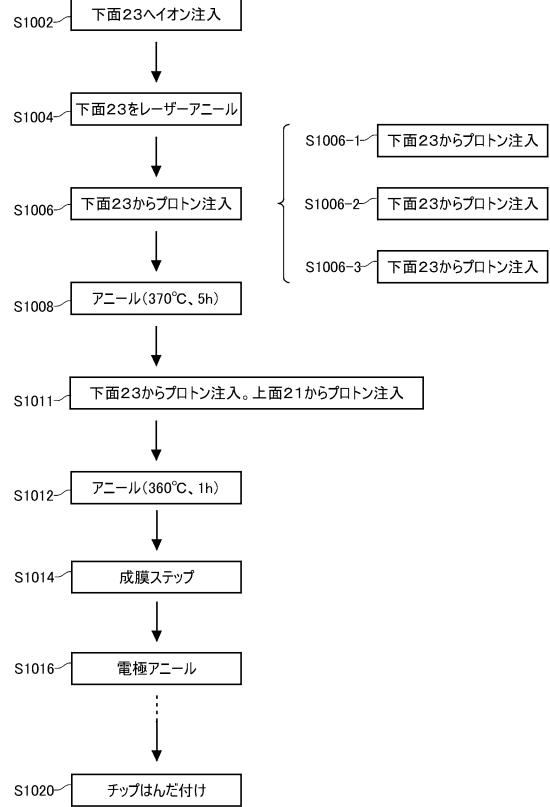 S1002 下面23へイオン注入
S1004 下面23をレーザーアニール
S1006 下面23からプロトン注入
S1006-1 下面23からプロトン注入
S1006-2 下面23からプロトン注入
S1006-3 下面23からプロトン注入
S1008 アニール(370℃、5h)
S1011 下面23からプロトン注入。上面21からプロトン注入
S1012 アニール(360℃、1h)
S1014 成膜ステップ
S1016 電極アニール
S1020 チップはんだ付け